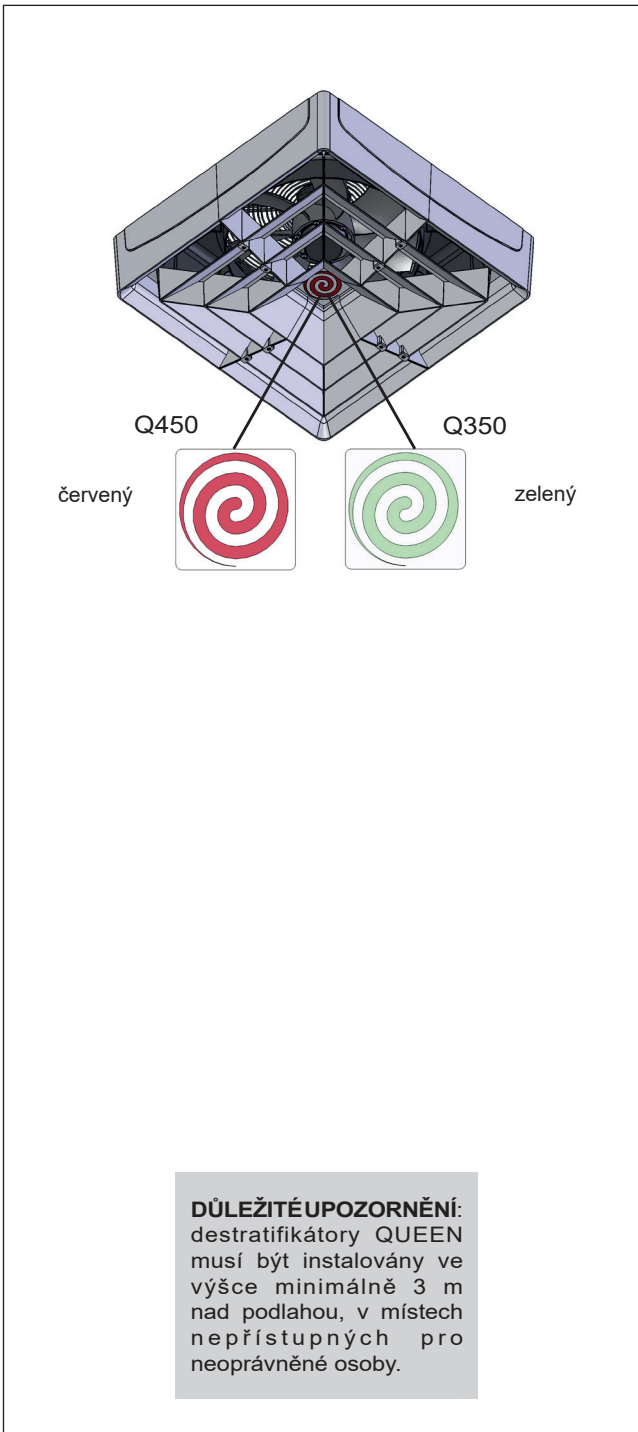 Q450 Q350
červený zelený
DŮLEŽITÉ UPOZORNĚNÍ:
destratifikátory QUEEN
musí být instalovány ve
výšce minimálně 3 m
nad podlahou, v místech
nepřístupných pro
neoprávněné osoby.